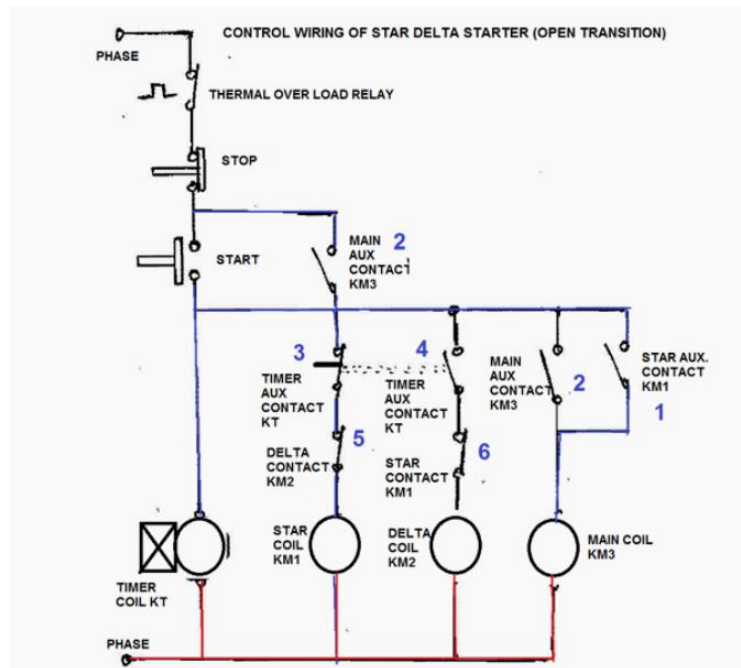 CONTROL WIRING OF STAR DELTA STARTER (OPEN TRANSITION)
PHASE
THERMAL OVER LOAD RELAY
STOP
START
MAIN
AUX
CONTACT
KM3
2
3
TIMER
AUX
CONTACT
KT
4
TIMER
AUX
CONTACT
KT
MAIN
AUX
CONTACT
KM3
2
STAR AUX.
CONTACT
KM1
1
5
DELTA
CONTACT
KM2
6
STAR
CONTACT
KM1
TIMER
COIL KT
STAR
COIL
KM1
DELTA
COIL
KM2
MAIN COIL
KM3
PHASE